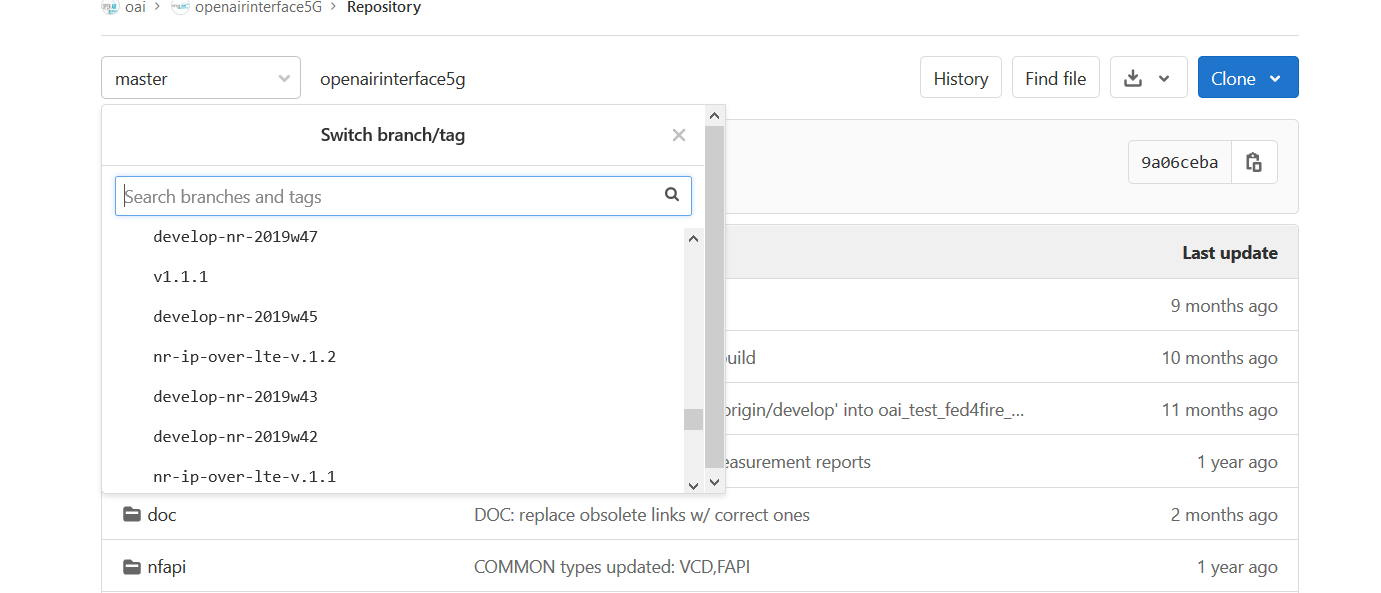 oai > openairinterface5G > Repository
master openairinterface5g History Find file Clone
Switch branch/tag
9a06ceba
Search branches and tags
develop-nr-2019w47
Last update
v1.1.1
9 months ago
develop-nr-2019w45
nr-ip-over-lte-v.1.2 uild 10 months ago
develop-nr-2019w43
origin/develop' into oai_test_fed4fire_... 11 months ago
develop-nr-2019w42
easurement reports 1 year ago
nr-ip-over-lte-v.1.1
doc DOC: replace obsolete links w/ correct ones 2 months ago
nfapi COMMON types updated: VCD,FAPI 1 year ago